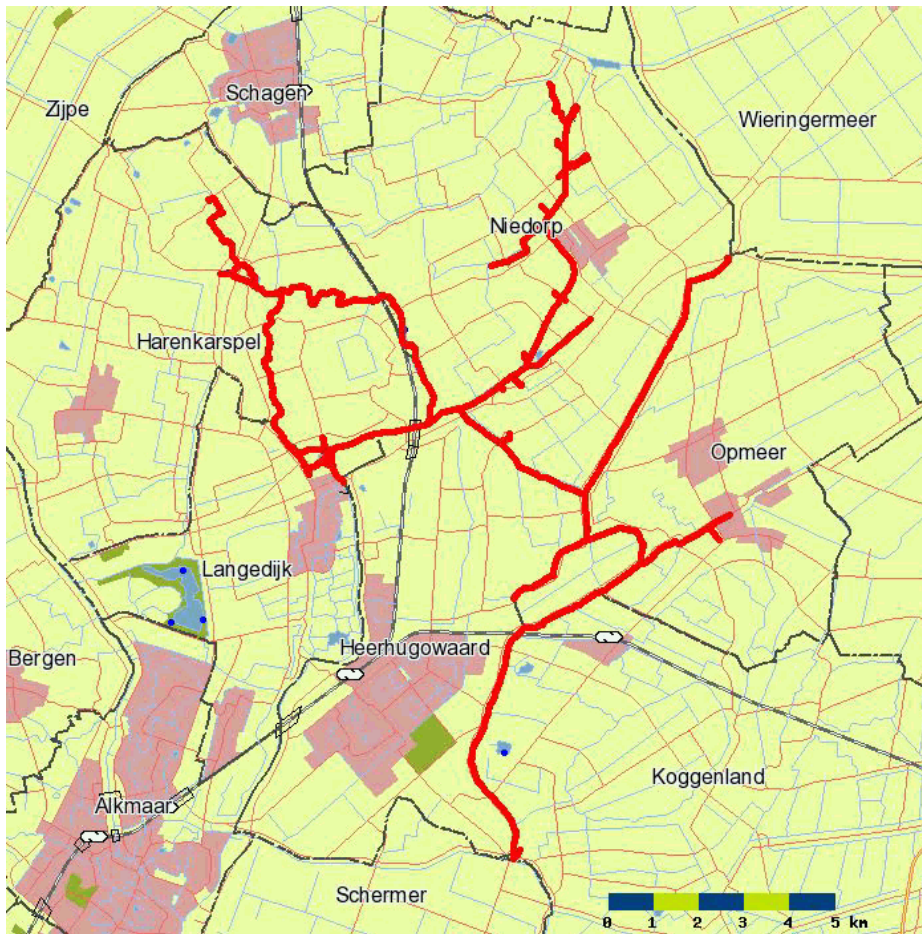 Schagen
Zijpe
Wieringermeer
Niedorp
Harenkarspel
Opmeer
Langedijk
Heerhugowaard
Bergen
Koggenland
Alkmaar
Schermer
0 1 2 3 4 5 km